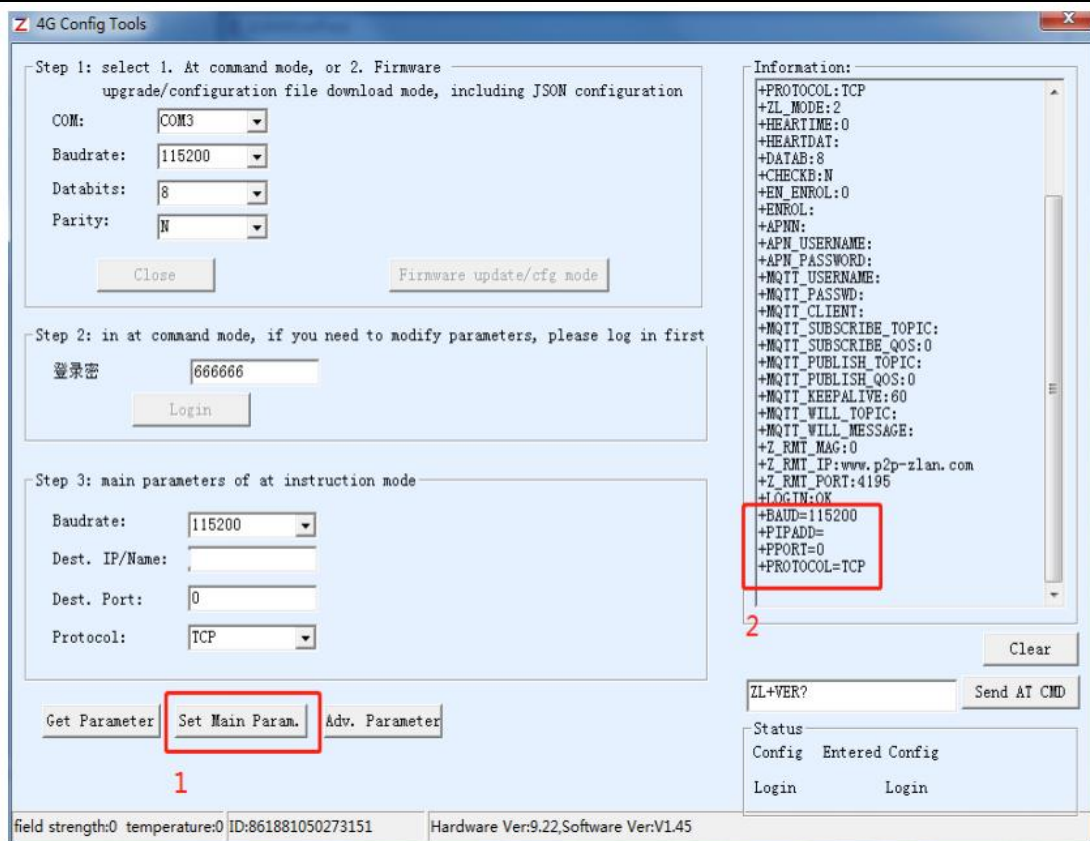 Z 4G Config Tools
X
Step 1: select 1. At command mode, or 2. Firmware
upgrade/configuration file download mode, including JSON configuration
COM: COM3
Baudrate: 115200
Databits: 8
Parity: N
Close Firmware update/cfg mode
Step 2: in at command mode, if you need to modify parameters, please log in first
登录密 666666
Login
Step 3: main parameters of at instruction mode
Baudrate: 115200
Dest. IP/Name:
Dest. Port: 0
Protocol: TCP
Get Parameter Set Main Param. Adv. Parameter
1
Information:
+PROTOCOL:TCP
+ZL_MODE:2
+HEARTIME:0
+HEARTDAT:
+DATAB:8
+CHECKB:N
+EN_ENROL:0
+ENROL:
+APNN:
+APN_USERNAME:
+APN_PASSWORD:
+MQTT_USERNAME:
+MQTT_PASSWD:
+MQTT_CLIENT:
+MQTT_SUBSCRIBE_TOPIC:
+MQTT_SUBSCRIBE_QOS:0
+MQTT_PUBLISH_TOPIC:
+MQTT_PUBLISH_QOS:0
+MQTT_KEEPALIVE:60
+MQTT_WILL_TOPIC:
+MQTT_WILL_MESSAGE:
+Z_RMT_MAG:0
+Z_RMT_IP:www.p2p-zlan.com
+Z_RMT_PORT:4195
+LOGIN:OK
+BAUD=115200
+PIPADD=
+PPORT=0
+PROTOCOL=TCP
2
Clear
ZL+VER? Send AT CMD
Status
Config Entered Config
Login Login
field strength:0 temperature:0 ID:861881050273151 Hardware Ver:9.22,Software Ver:V1.45